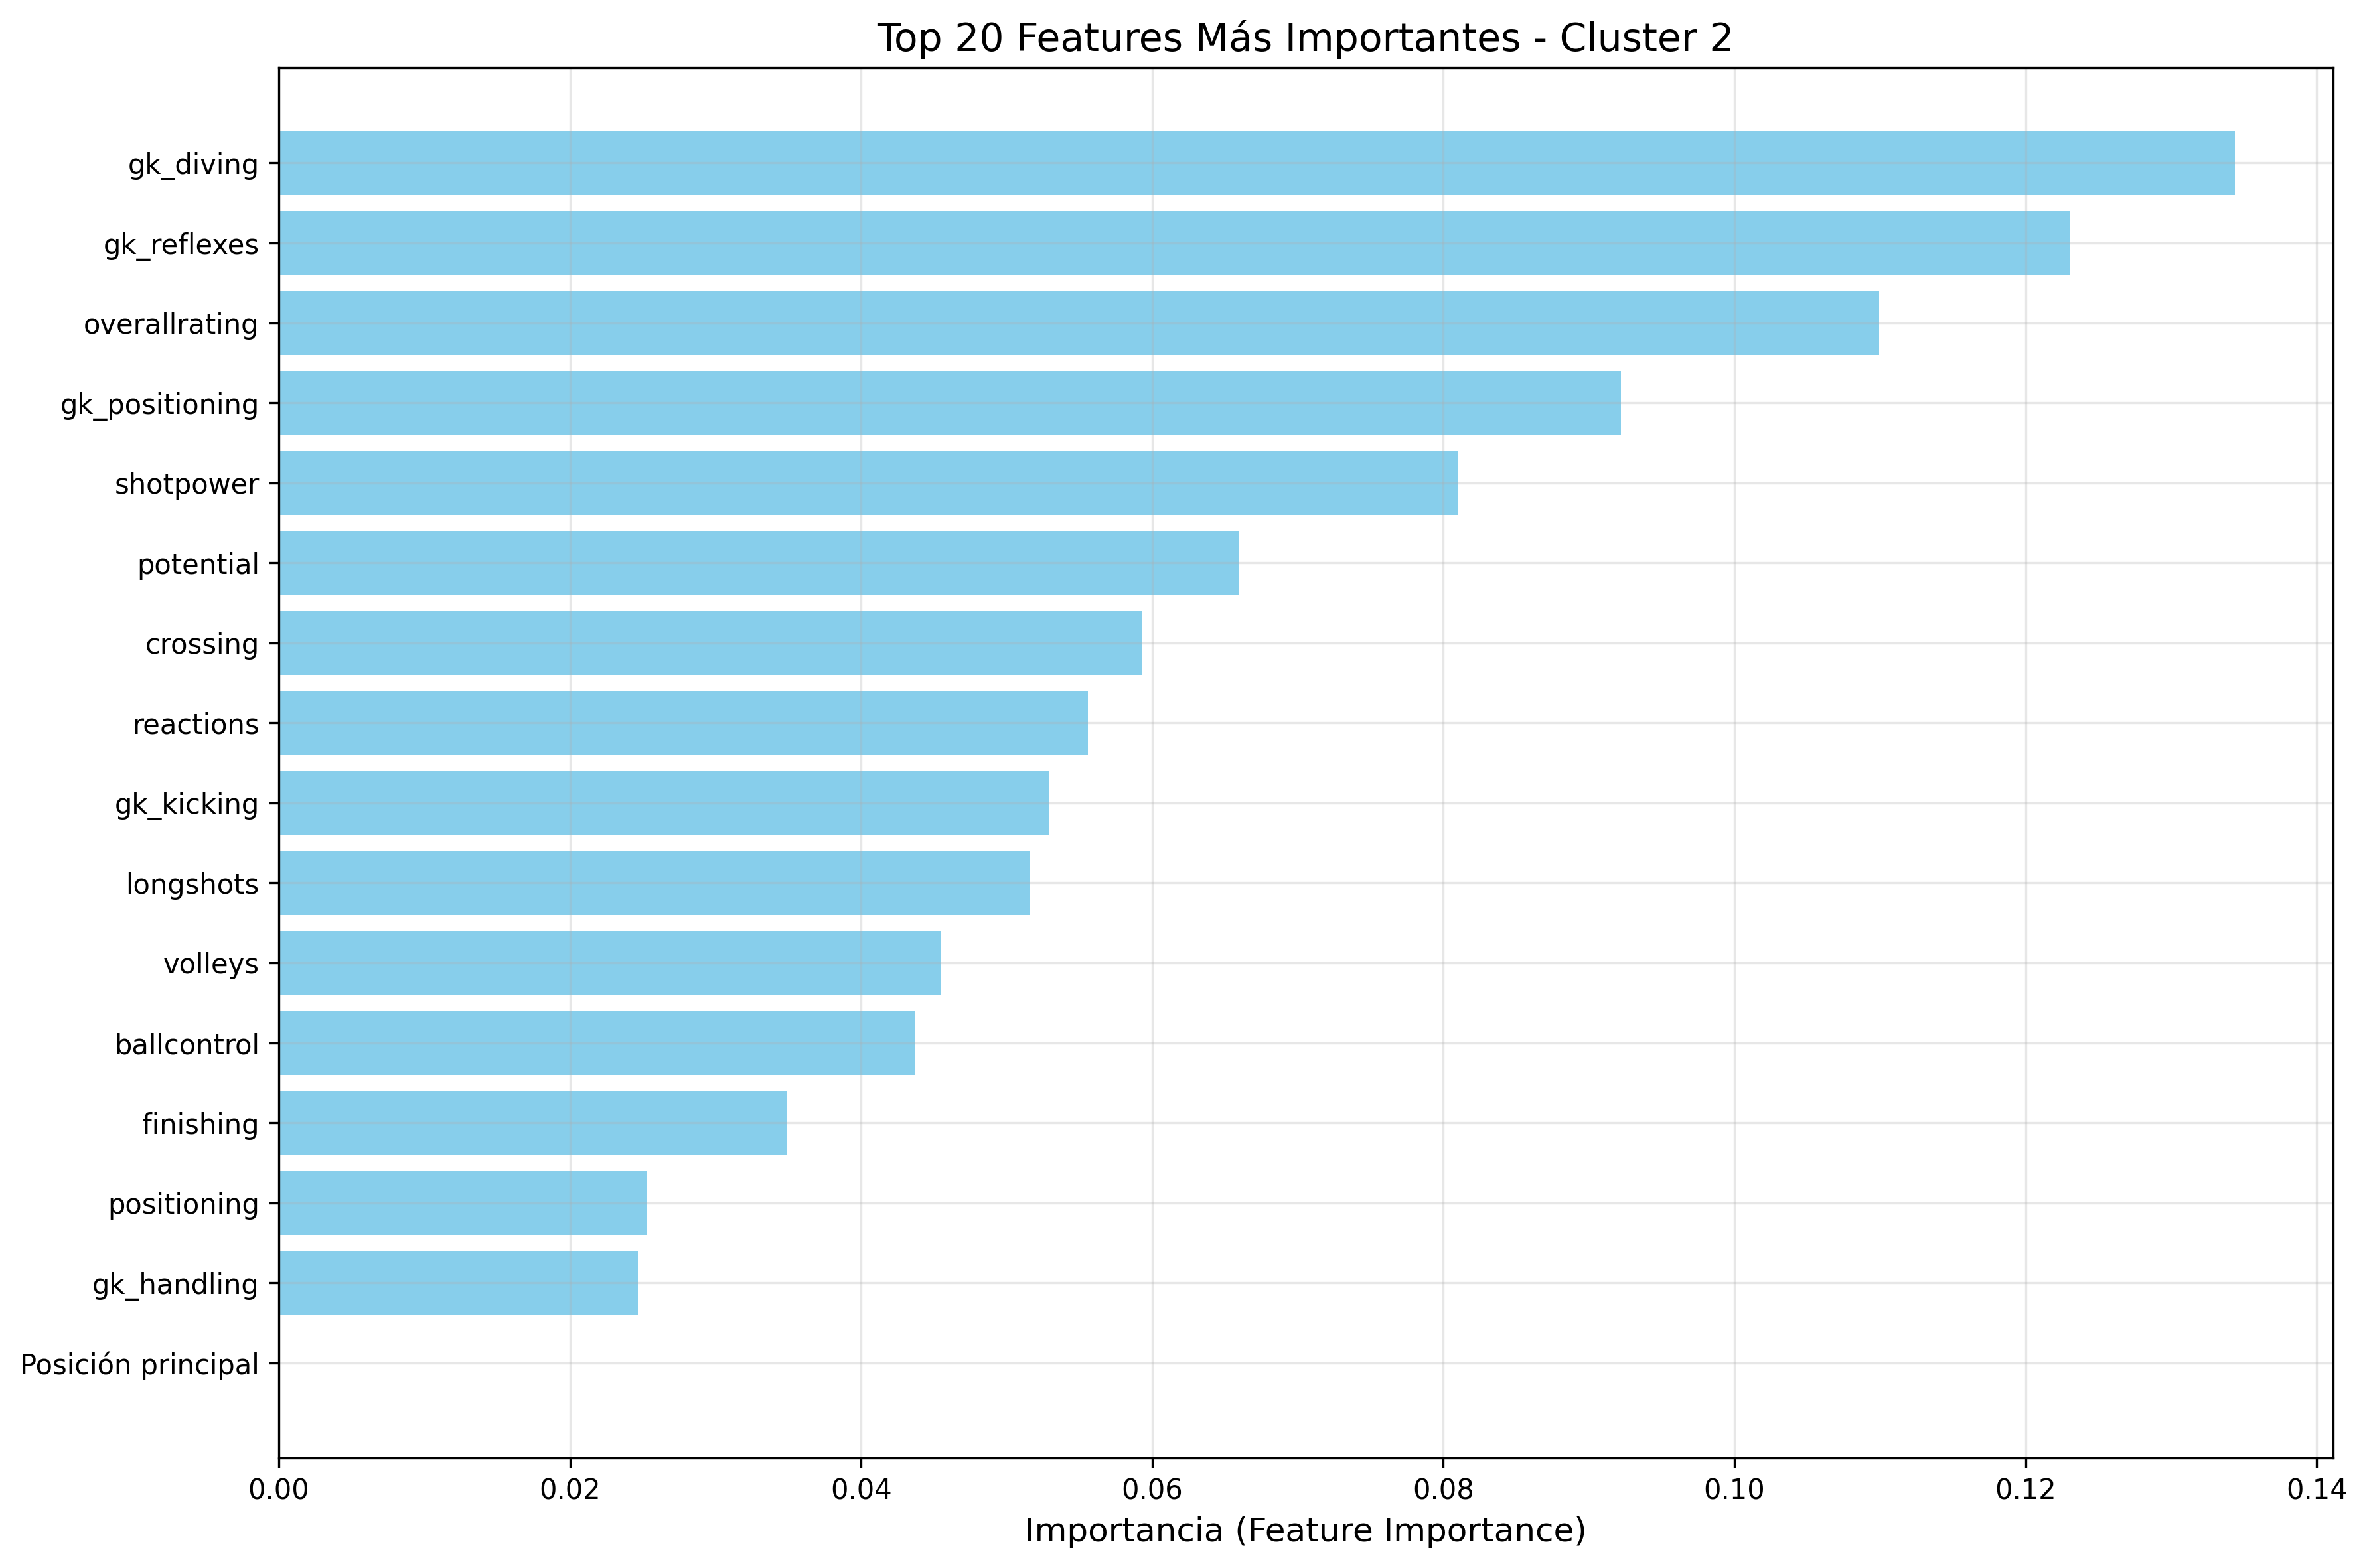 Top 20 Features Más Importantes - Cluster 2
gk_diving
gk_reflexes
overallrating
gk_positioning
shotpower
potential
crossing
reactions
gk_kicking
longshots
volleys
ballcontrol
finishing
positioning
gk_handling
Posición principal
0.00 0.02 0.04 0.06 0.08 0.10 0.12 0.14
Importancia (Feature Importance)